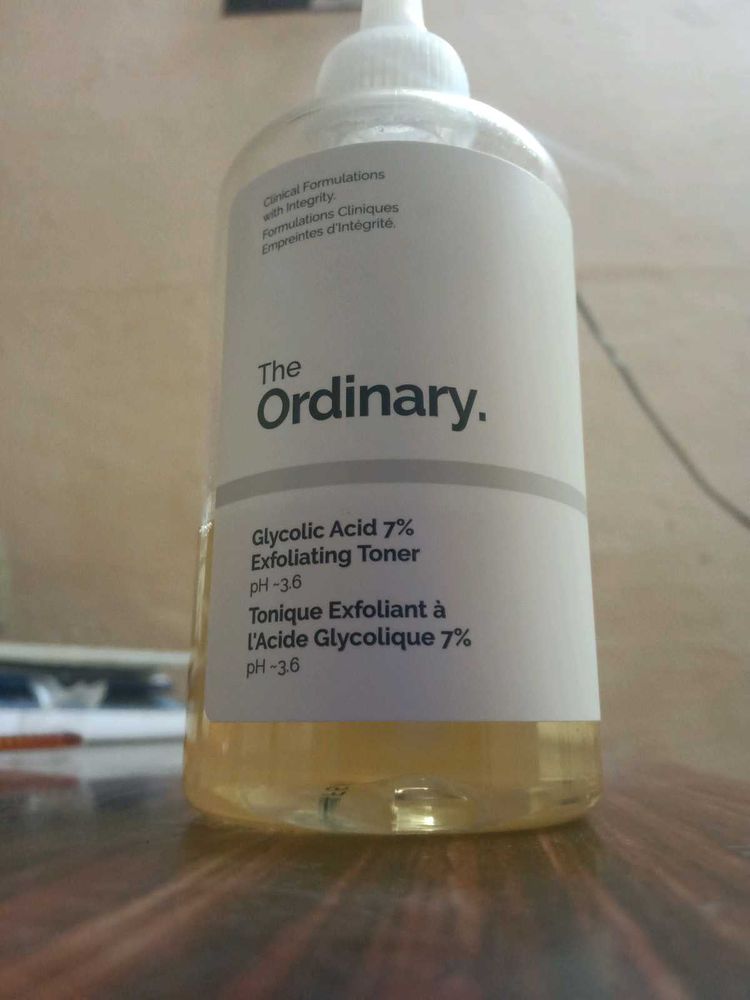 Clinical Formulations
with Integrity.
Formulations Cliniques
Empreintes d'Intégrité.
The
Ordinary.
Glycolic Acid 7%
Exfoliating Toner
pH ~3.6
Tonique Exfoliant à
l'Acide Glycolique 7%
pH ~3.6